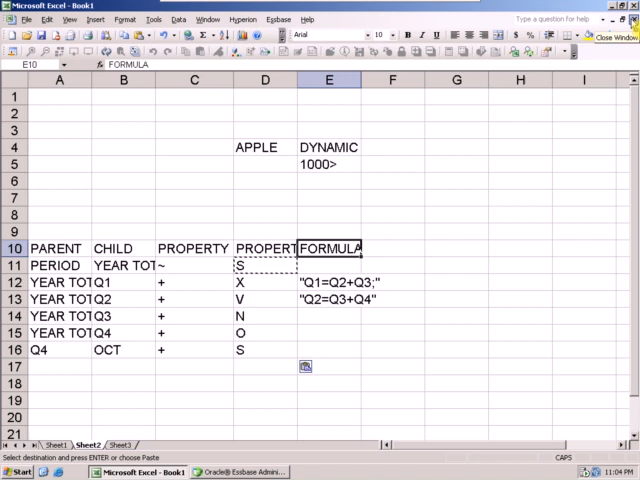 Microsoft Excel - Book1
File Edit View Insert Format Tools Data Window Hyperion Essbase Help
Type a question for help
Arial 10 B I U $ %
Close Window
E10 fx FORMULA
A B C D E F G H I
1
2
3
4 APPLE DYNAMIC
5 1000>
6
7
8
9
10 PARENT CHILD PROPERTY PROPERT FORMULA
11 PERIOD YEAR TOT ~ S
12 YEAR TOT Q1 + X "Q1=Q2+Q3;"
13 YEAR TOT Q2 + V "Q2=Q3+Q4"
14 YEAR TOT Q3 + N
15 YEAR TOT Q4 + O
16 Q4 OCT + S
17
18
19
20
21
Sheet1 Sheet2 Sheet3
Select destination and press ENTER or choose Paste
CAPS
Start Microsoft Excel - Book1 Oracle® Essbase Admini... 11:04 PM